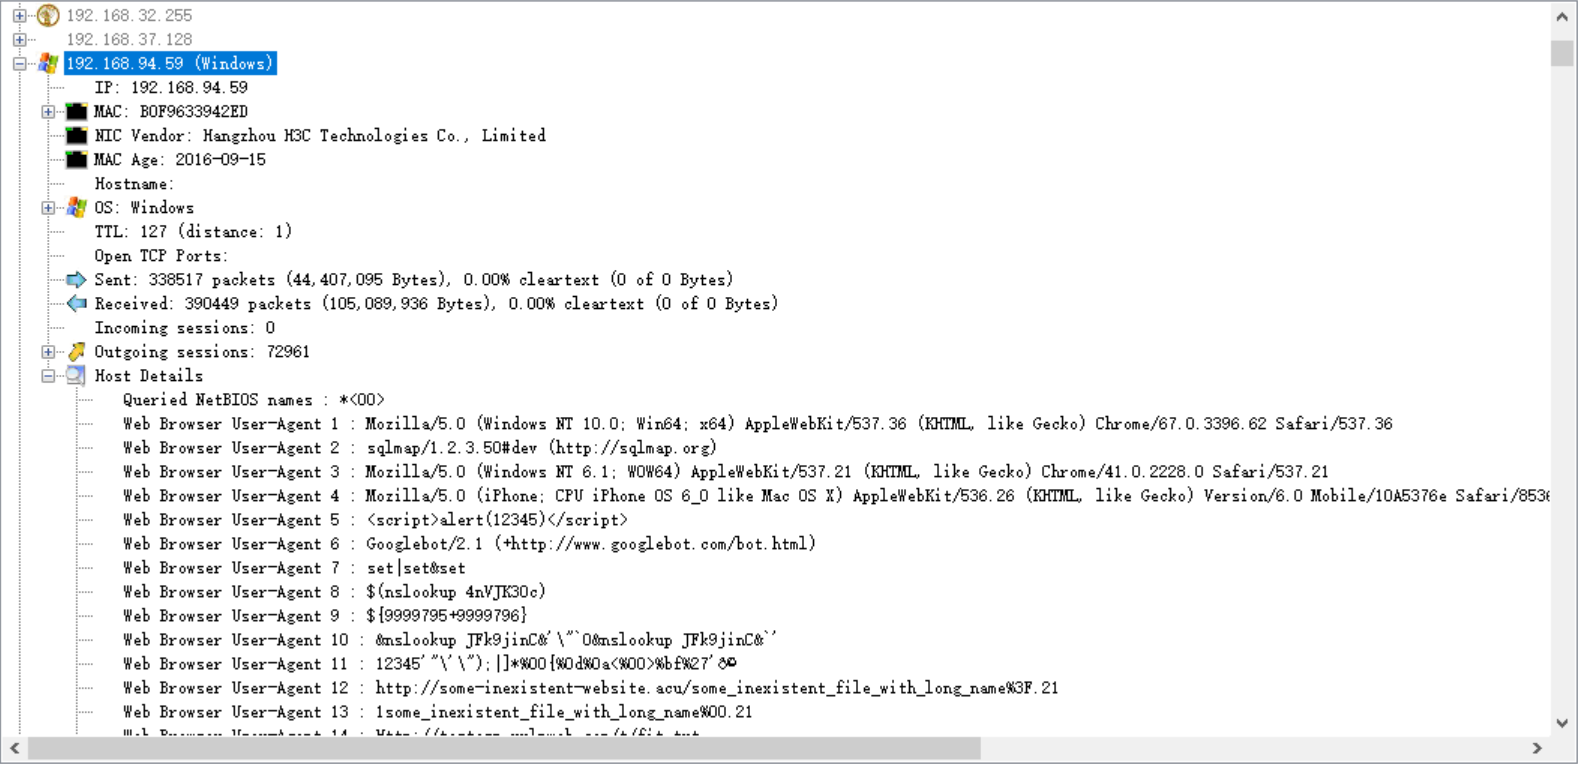 192.168.32.255
192.168.37.128
192.168.94.59 (Windows)
IP: 192.168.94.59
MAC: B0F9633942ED
NIC Vendor: Hangzhou H3C Technologies Co., Limited
MAC Age: 2016-09-15
Hostname:
OS: Windows
TTL: 127 (distance: 1)
Open TCP Ports:
Sent: 338517 packets (44,407,095 Bytes), 0.00% cleartext (0 of 0 Bytes)
Received: 390449 packets (105,089,936 Bytes), 0.00% cleartext (0 of 0 Bytes)
Incoming sessions: 0
Outgoing sessions: 72961
Host Details
Queried NetBIOS names : *<00>
Web Browser User-Agent 1 : Mozilla/5.0 (Windows NT 10.0; Win64; x64) AppleWebKit/537.36 (KHTML, like Gecko) Chrome/67.0.3396.62 Safari/537.36
Web Browser User-Agent 2 : sqlmap/1.2.3.50#dev (http://sqlmap.org)
Web Browser User-Agent 3 : Mozilla/5.0 (Windows NT 6.1; WOW64) AppleWebKit/537.21 (KHTML, like Gecko) Chrome/41.0.2228.0 Safari/537.21
Web Browser User-Agent 4 : Mozilla/5.0 (iPhone; CPU iPhone OS 6_0 like Mac OS X) AppleWebKit/536.26 (KHTML, like Gecko) Version/6.0 Mobile/10A5376e Safari/8536
Web Browser User-Agent 5 : <script>alert(12345)</script>
Web Browser User-Agent 6 : Googlebot/2.1 (+http://www.googlebot.com/bot.html)
Web Browser User-Agent 7 : set|set&set
Web Browser User-Agent 8 : $(nslookup 4nVJK3Oc)
Web Browser User-Agent 9 : ${9999795+9999796}
Web Browser User-Agent 10 : &nslookup JFk9jinC&'\"`0&nslookup JFk9jinC&`'
Web Browser User-Agent 11 : 12345'"\'\");|]*%00{%0d%0a<%00>%bf%27'
Web Browser User-Agent 12 : http://some-inexistent-website.acu/some_inexistent_file_with_long_name%3F.21
Web Browser User-Agent 13 : 1some_inexistent_file_with_long_name%00.21
Web Browser User-Agent 14 :